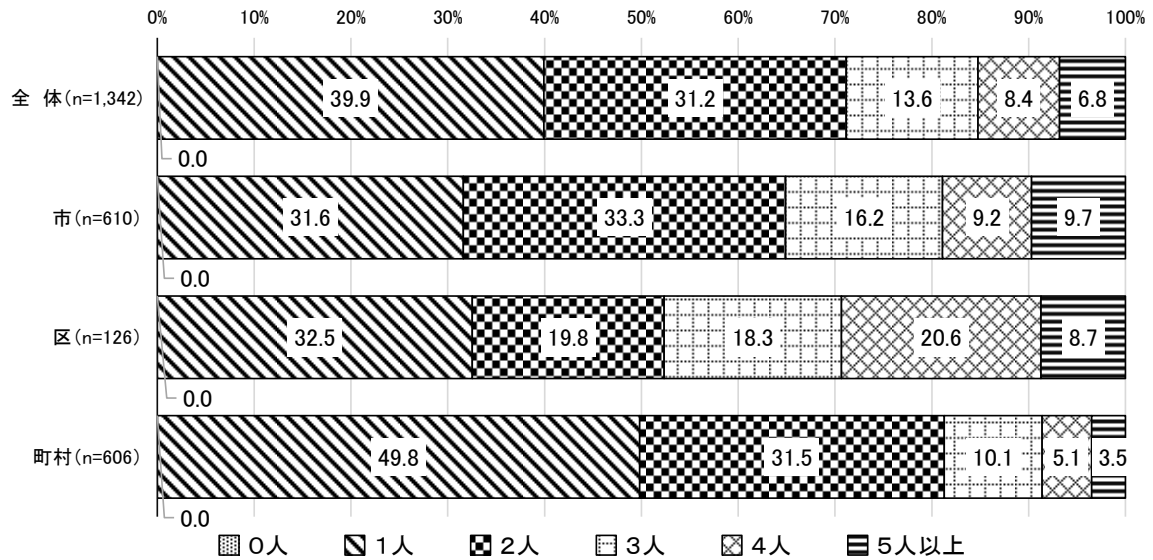 0% 10% 20% 30% 40% 50% 60% 70% 80% 90% 100%
全 体(n=1,342) 39.9 31.2 13.6 8.4 6.8
0.0
市(n=610) 31.6 33.3 16.2 9.2 9.7
0.0
区(n=126) 32.5 19.8 18.3 20.6 8.7
0.0
町村(n=606) 49.8 31.5 10.1 5.1 3.5
0.0
０人 １人 ２人 ３人 ４人 ５人以上